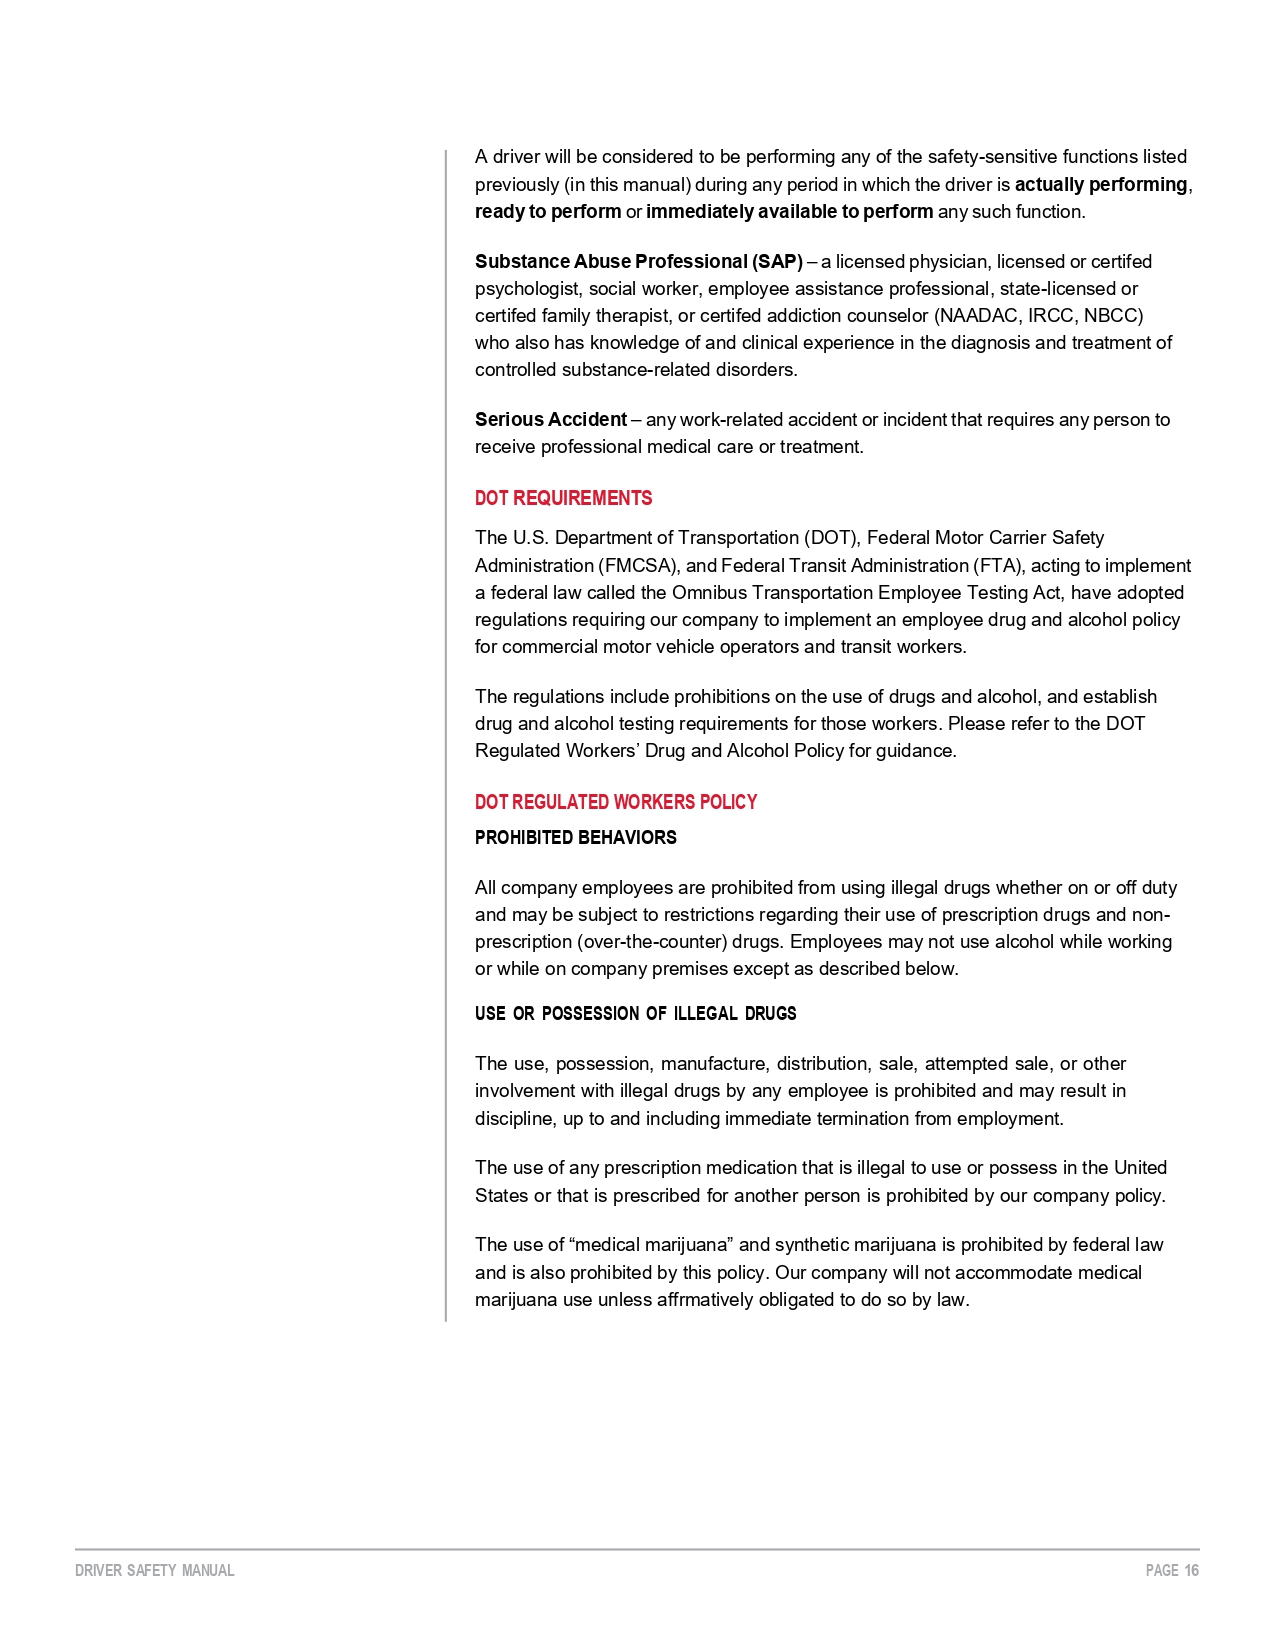 A driver will be considered to be performing any of the safety-sensitive functions listed
previously (in this manual) during any period in which the driver is actually performing,
ready to perform or immediately available to perform any such function.
Substance Abuse Professional (SAP) – a licensed physician, licensed or certifed
psychologist, social worker, employee assistance professional, state-licensed or
certifed family therapist, or certifed addiction counselor (NAADAC, IRCC, NBCC)
who also has knowledge of and clinical experience in the diagnosis and treatment of
controlled substance-related disorders.
Serious Accident – any work-related accident or incident that requires any person to
receive professional medical care or treatment.
DOT REQUIREMENTS
The U.S. Department of Transportation (DOT), Federal Motor Carrier Safety
Administration (FMCSA), and Federal Transit Administration (FTA), acting to implement
a federal law called the Omnibus Transportation Employee Testing Act, have adopted
regulations requiring our company to implement an employee drug and alcohol policy
for commercial motor vehicle operators and transit workers.
The regulations include prohibitions on the use of drugs and alcohol, and establish
drug and alcohol testing requirements for those workers. Please refer to the DOT
Regulated Workers’ Drug and Alcohol Policy for guidance.
DOT REGULATED WORKERS POLICY
PROHIBITED BEHAVIORS
All company employees are prohibited from using illegal drugs whether on or off duty
and may be subject to restrictions regarding their use of prescription drugs and non-
prescription (over-the-counter) drugs. Employees may not use alcohol while working
or while on company premises except as described below.
USE OR POSSESSION OF ILLEGAL DRUGS
The use, possession, manufacture, distribution, sale, attempted sale, or other
involvement with illegal drugs by any employee is prohibited and may result in
discipline, up to and including immediate termination from employment.
The use of any prescription medication that is illegal to use or possess in the United
States or that is prescribed for another person is prohibited by our company policy.
The use of “medical marijuana” and synthetic marijuana is prohibited by federal law
and is also prohibited by this policy. Our company will not accommodate medical
marijuana use unless affrmatively obligated to do so by law.
DRIVER SAFETY MANUAL
PAGE 16